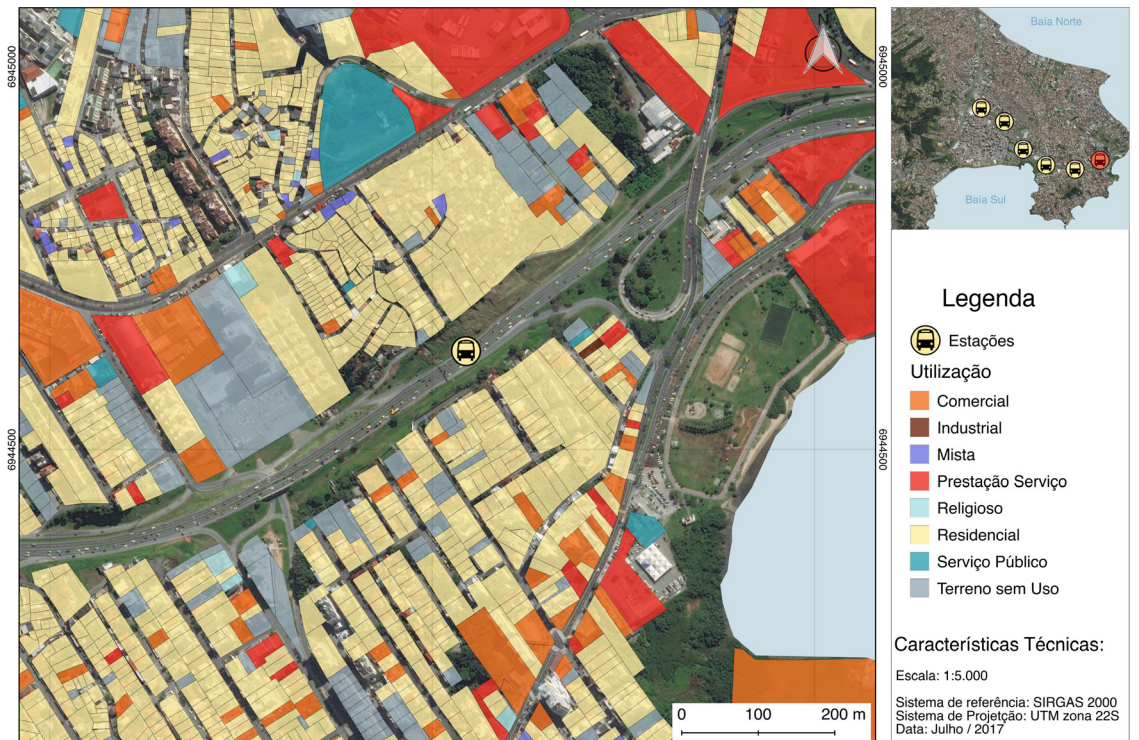 6945000
N
6945000
Baía Norte
Baía Sul
Legenda
Estações
Utilização
Comercial
Industrial
Mista
Prestação Serviço
Religioso
Residencial
Serviço Público
Terreno sem Uso
6944500
6944500
Características Técnicas:
Escala: 1:5.000
Sistema de referência: SIRGAS 2000
Sistema de Projetção: UTM zona 22S
Data: Julho / 2017
0 100 200 m